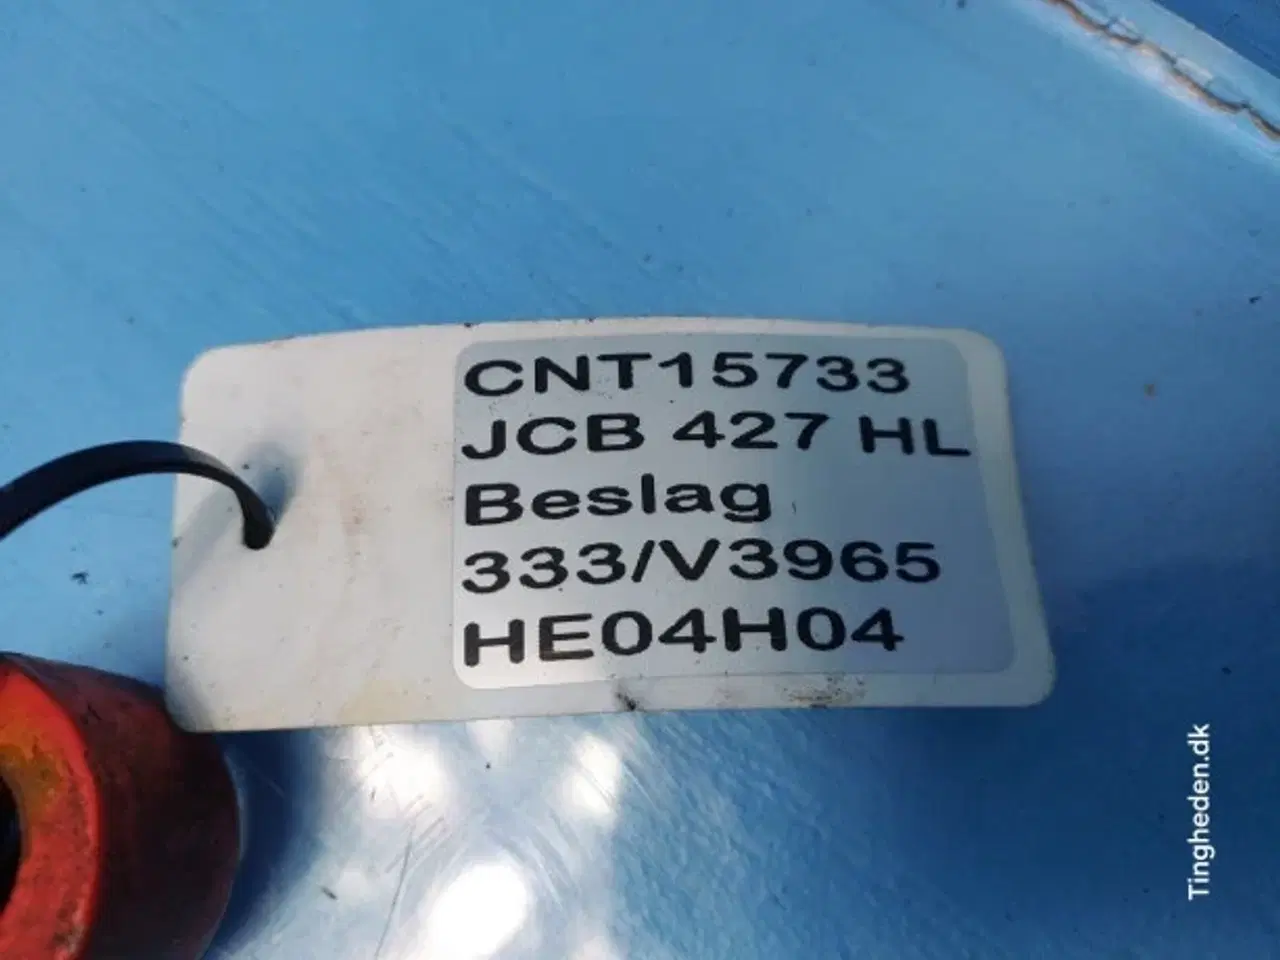 CNT15733
JCB 427 HL
Beslag
333/V3965
HE04H04
Tingheden.dk